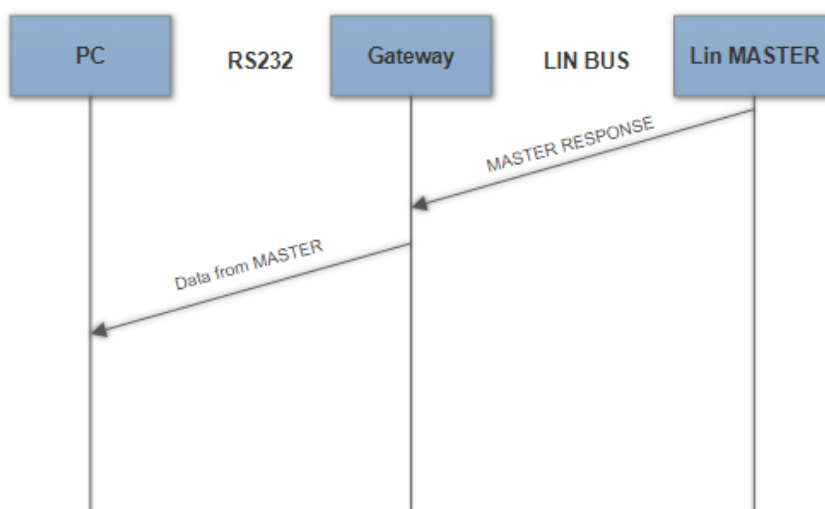 PC
RS232
Gateway
LIN BUS
Lin MASTER
MASTER RESPONSE
Data from MASTER